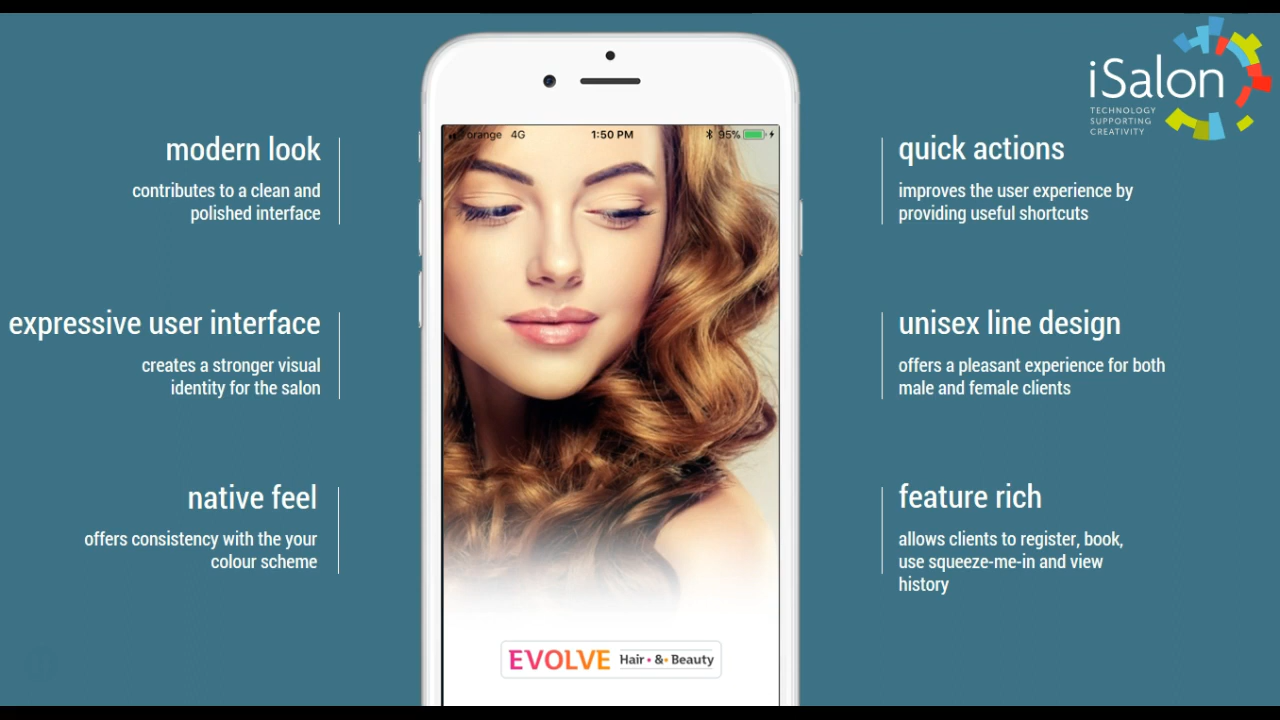 iSalon
TECHNOLOGY
SUPPORTING
CREATIVITY
orange 4G 1:50 PM 95%
modern look
contributes to a clean and
polished interface
expressive user interface
creates a stronger visual
identity for the salon
native feel
offers consistency with the your
colour scheme
quick actions
improves the user experience by
providing useful shortcuts
unisex line design
offers a pleasant experience for both
male and female clients
feature rich
allows clients to register, book,
use squeeze-me-in and view
history
EVOLVE Hair • & • Beauty